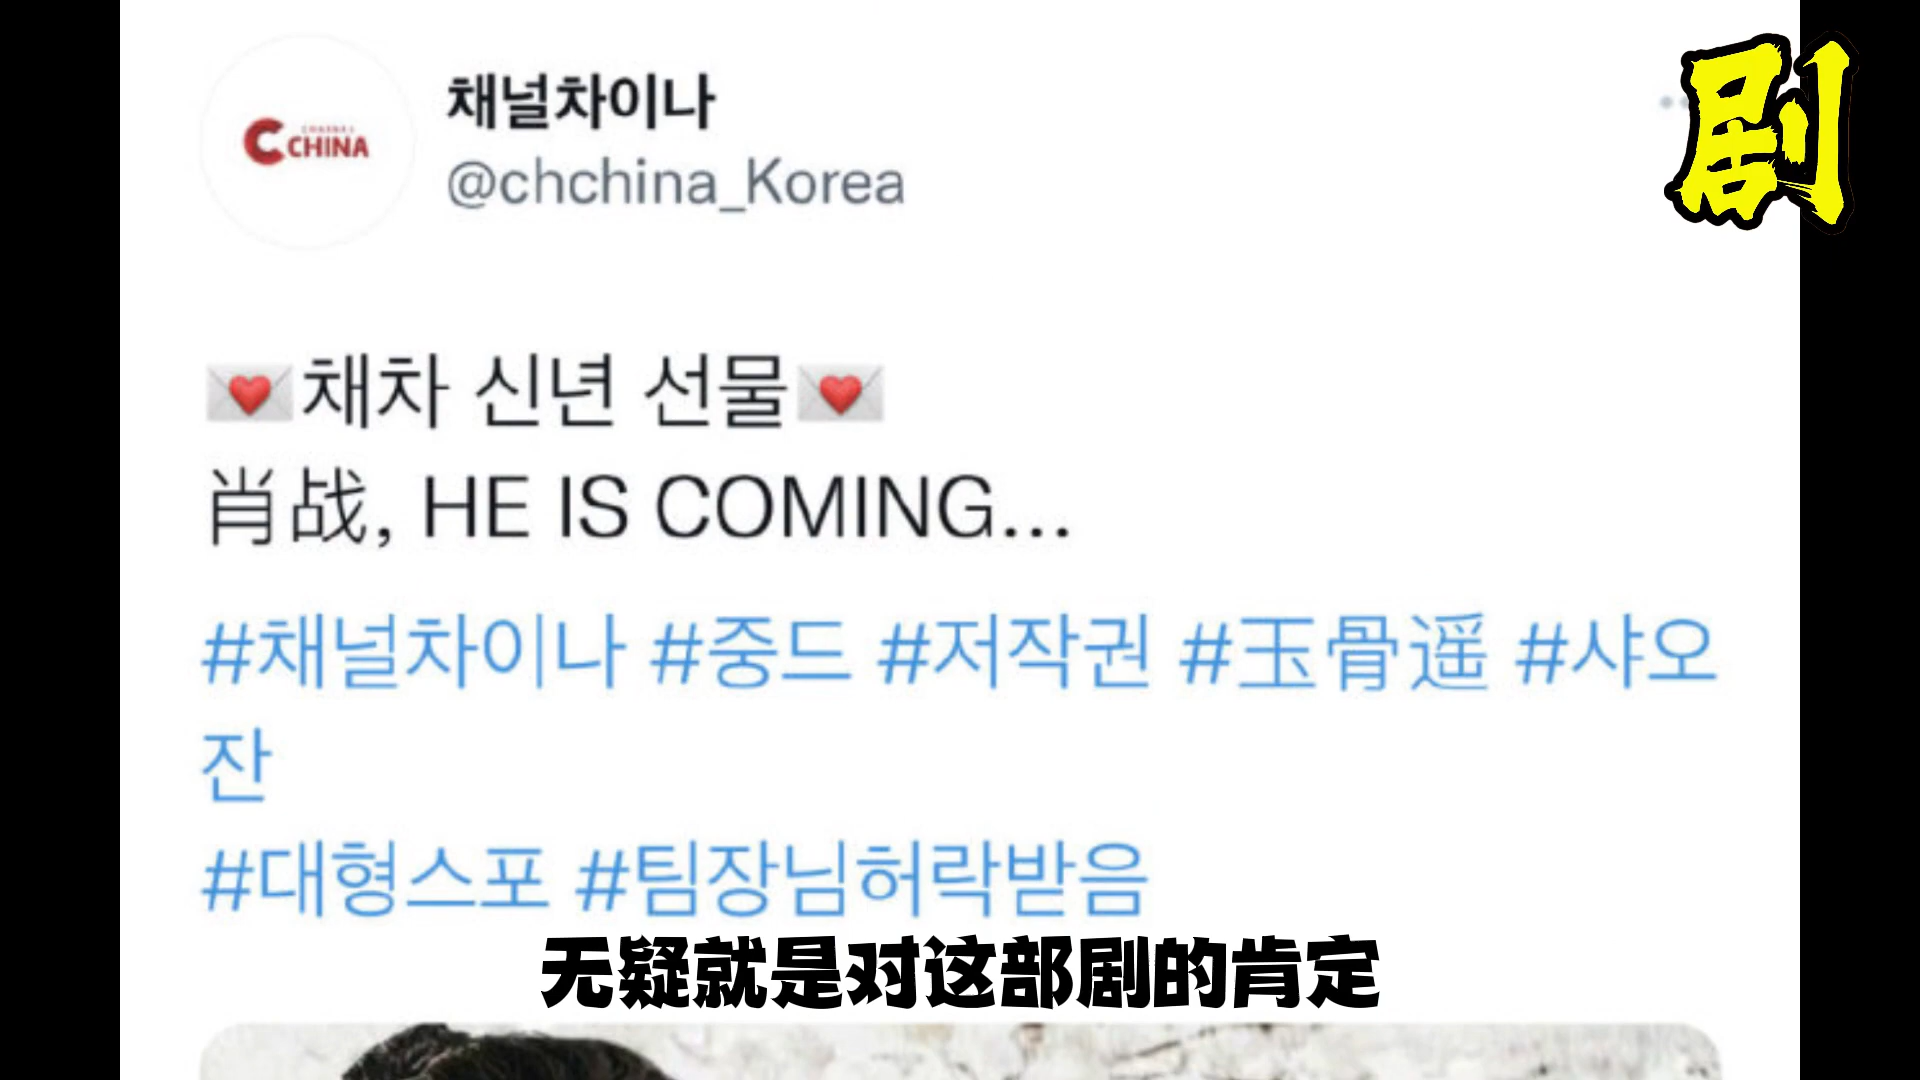 剧
채널차이나
CHANNEL
CHINA
@chchina_Korea
💌채차 신년 선물💌
肖战, HE IS COMING...
#채널차이나 #중드 #저작권 #玉骨遥 #샤오
잔
#대형스포 #팀장님허락받음
无疑就是对这部剧的肯定